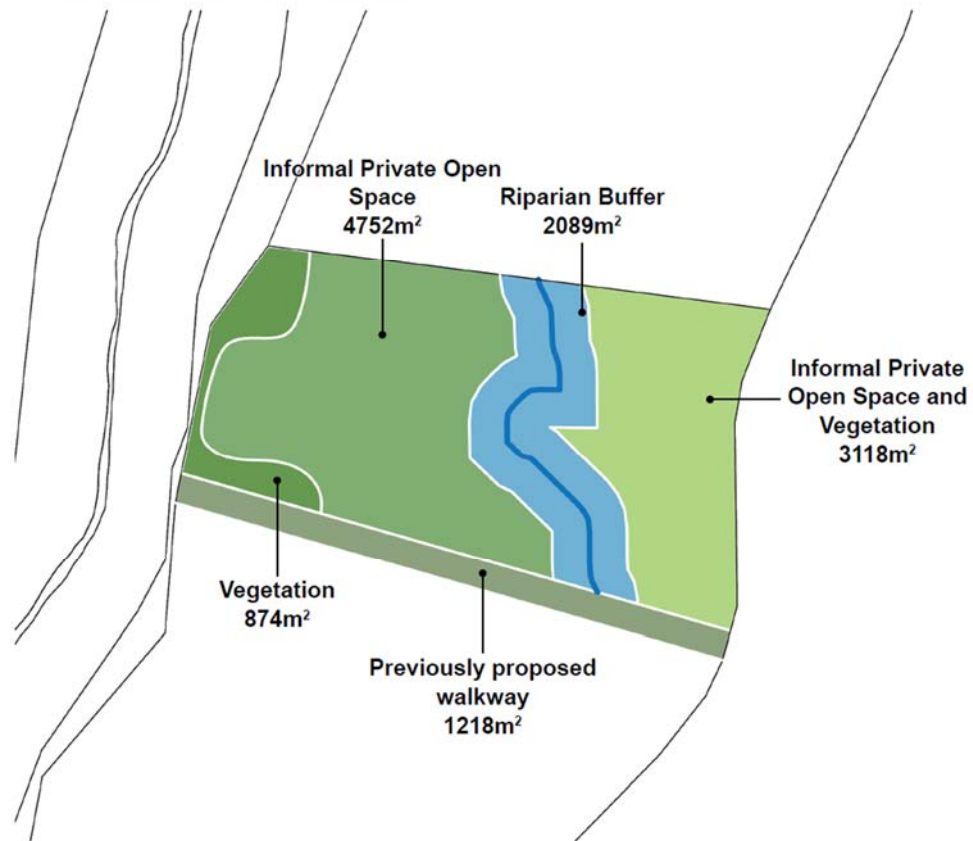 Informal Private Open
Space
4752m²
Riparian Buffer
2089m²
Informal Private
Open Space and
Vegetation
3118m²
Vegetation
874m²
Previously proposed
walkway
1218m²